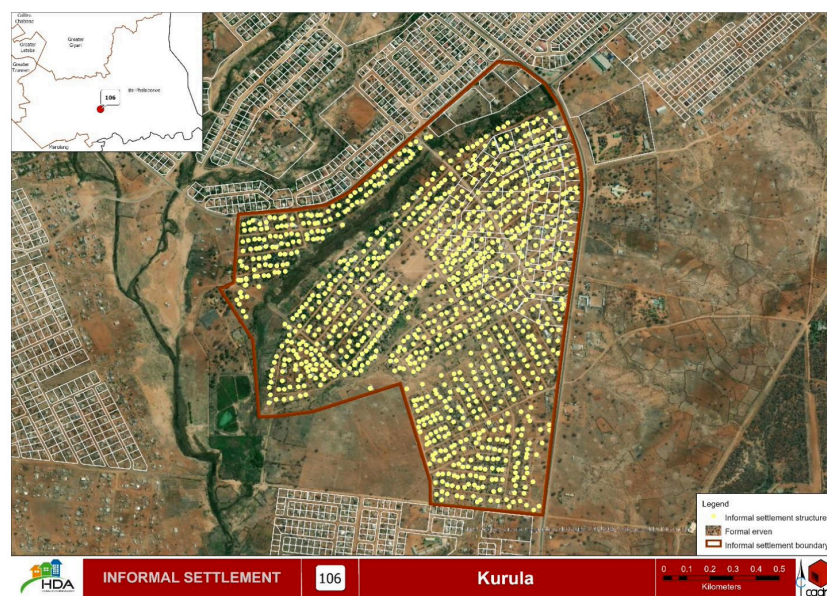 Greater
Giyani
Greater
Letaba
Greater
Tzaneen
106
Ba-Phalaborwa
Maruleng
Legend
Informal settlement structure
Formal erven
Informal settlement boundary
HDA
INFORMAL SETTLEMENT
106
Kurula
0 0.1 0.2 0.3 0.4 0.5
Kilometers